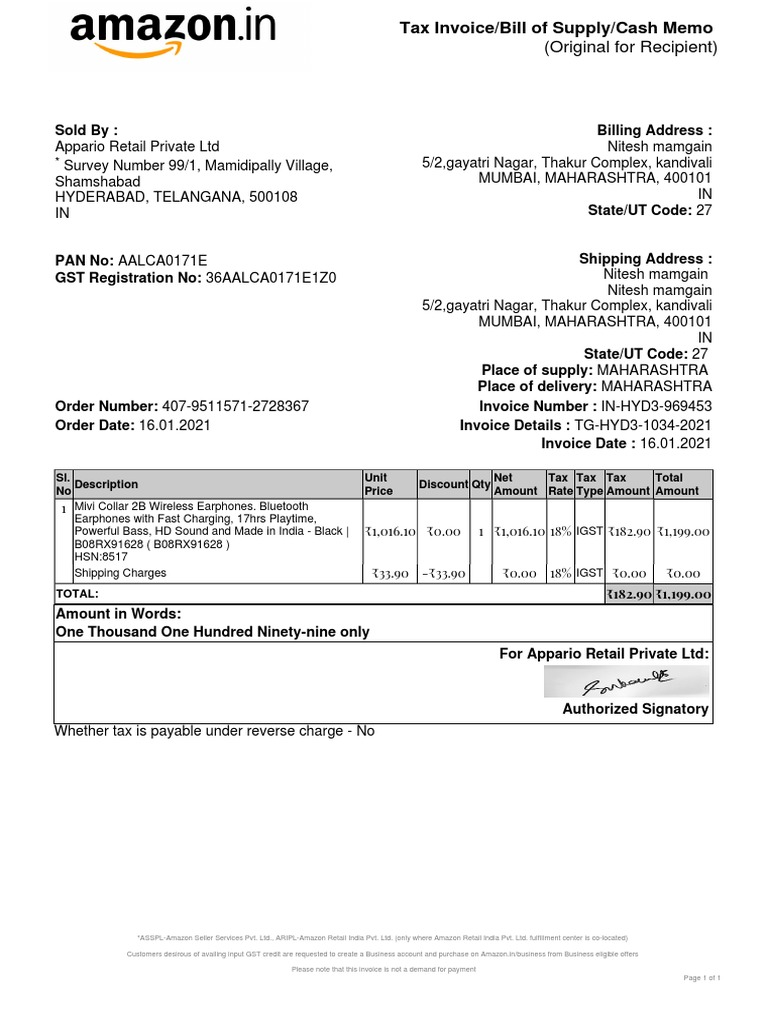 amazon.in
Tax Invoice/Bill of Supply/Cash Memo
(Original for Recipient)
Sold By :
Appario Retail Private Ltd
* Survey Number 99/1, Mamidipally Village,
Shamshabad
HYDERABAD, TELANGANA, 500108
IN
Billing Address :
Nitesh mamgain
5/2,gayatri Nagar, Thakur Complex, kandivali
MUMBAI, MAHARASHTRA, 400101
IN
State/UT Code: 27
PAN No: AALCA0171E
GST Registration No: 36AALCA0171E1Z0
Shipping Address :
Nitesh mamgain
Nitesh mamgain
5/2,gayatri Nagar, Thakur Complex, kandivali
MUMBAI, MAHARASHTRA, 400101
IN
State/UT Code: 27
Place of supply: MAHARASHTRA
Place of delivery: MAHARASHTRA
Order Number: 407-9511571-2728367
Order Date: 16.01.2021
Invoice Number : IN-HYD3-969453
Invoice Details : TG-HYD3-1034-2021
Invoice Date : 16.01.2021
Sl. No Description Unit Price Discount Qty Net Amount Tax Rate Tax Type Tax Amount Total Amount
1 Mivi Collar 2B Wireless Earphones. Bluetooth
Earphones with Fast Charging, 17hrs Playtime,
Powerful Bass, HD Sound and Made in India - Black | ₹1,016.10 ₹0.00 1 ₹1,016.10 18% IGST ₹182.90 ₹1,199.00
B08RX91628 ( B08RX91628 )
HSN:8517
Shipping Charges ₹33.90 -₹33.90 ₹0.00 18% IGST ₹0.00 ₹0.00
TOTAL: ₹182.90 ₹1,199.00
Amount in Words:
One Thousand One Hundred Ninety-nine only
For Appario Retail Private Ltd:
Authorized Signatory
Whether tax is payable under reverse charge - No
*ASSPL-Amazon Seller Services Pvt. Ltd., ARIPL-Amazon Retail India Pvt. Ltd. (only where Amazon Retail India Pvt. Ltd. fulfillment center is co-located)
Customers desirous of availing input GST credit are requested to create a Business account and purchase on Amazon.in/business from Business eligible offers
Please note that this invoice is not a demand for payment
Page 1 of 1